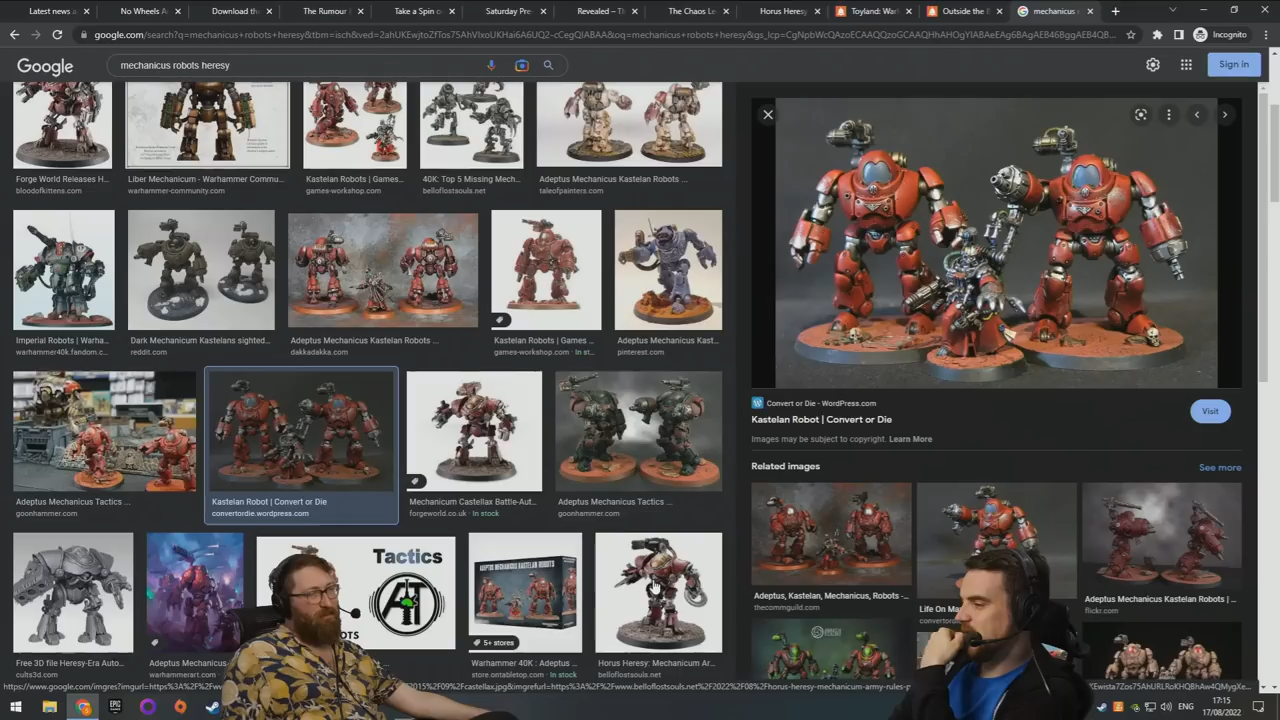 Latest news a
No Wheels A
Download the
The Rumour E
Take a Spin o
Saturday Pre-
Revealed – Th
The Chaos Le
Horus Heresy
Toyland: War
Outside the B
mechanicus r
google.com/search?q=mechanicus+robots+heresy&tbm=isch&ved=
Incognito
Google
mechanicus robots heresy
Sign in
Forge World Releases H...
bloodofkittens.com
Liber Mechanicum - Warhammer Commu...
warhammer-community.com
Kastelan Robots | Games...
games-workshop.com
40K: Top 5 Missing Mech...
belloflostsouls.net
Adeptus Mechanicus Kastelan Robots ...
taleofpainters.com
Imperial Robots | Warha...
warhammer40k.fandom.c...
Dark Mechanicum Kastelans sighted...
reddit.com
Adeptus Mechanicus Kastelan Robots ...
dakkadakka.com
Kastelan Robots | Games ...
games-workshop.com · In st...
Adeptus Mechanicus Kast...
pinterest.com
Convert or Die - WordPress.com
Kastelan Robot | Convert or Die
Visit
Images may be subject to copyright. Learn More
Related images
See more
Adeptus Mechanicus Tactics ...
goonhammer.com
Kastelan Robot | Convert or Die
convertordie.wordpress.com
Mechanicum Castellax Battle-Aut...
forgeworld.co.uk · In stock
Adeptus Mechanicus Tactics ...
goonhammer.com
Tactics
ADEPTUS MECHANICUS KASTELAN ROBOTS
5+ stores
Adeptus, Kastelan, Mechanicus, Robots -...
thecommguild.com
Life On Ma
Adeptus Mechanicus Kastelan Robots | ...
flickr.com
Free 3D file Heresy-Era Auto...
cults3d.com
Adeptus Mechanicus
warhammerart.com
Warhammer 40K : Adeptus ...
store.ontabletop.com · In stock
Horus Heresy: Mechanicum Ar...
belloflostsouls.net
EPIC
ENG
17:15
17/08/2022